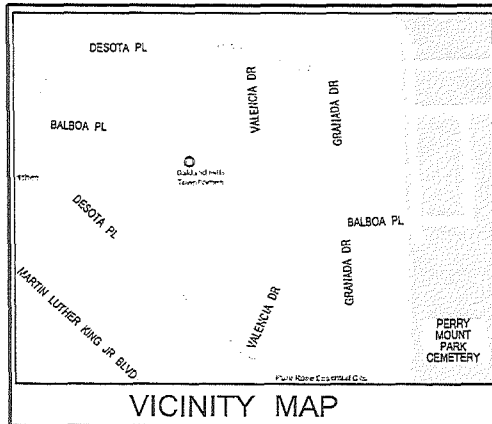 DESOTA PL
VALENCIA DR
GRANADA DR
BALBOA PL
DESOTA PL
BALBOA PL
GRANADA DR
VALENCIA DR
MARTIN LUTHER KING JR BLVD
PERRY
MOUNT
PARK
CEMETERY
VICINITY MAP